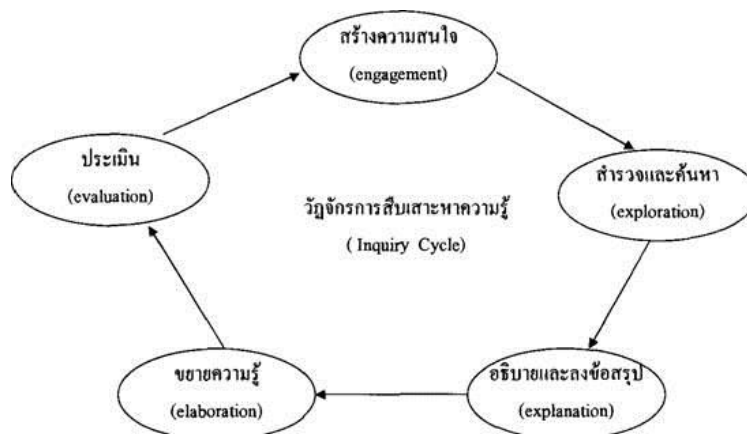 สร้างความสนใจ
(engagement)
ประเมิน
(evaluation)
สำรวจและค้นหา
(exploration)
วัฏจักรการสืบเสาะหาความรู้
( Inquiry Cycle)
ขยายความรู้
(elaboration)
อธิบายและลงข้อสรุป
(explanation)